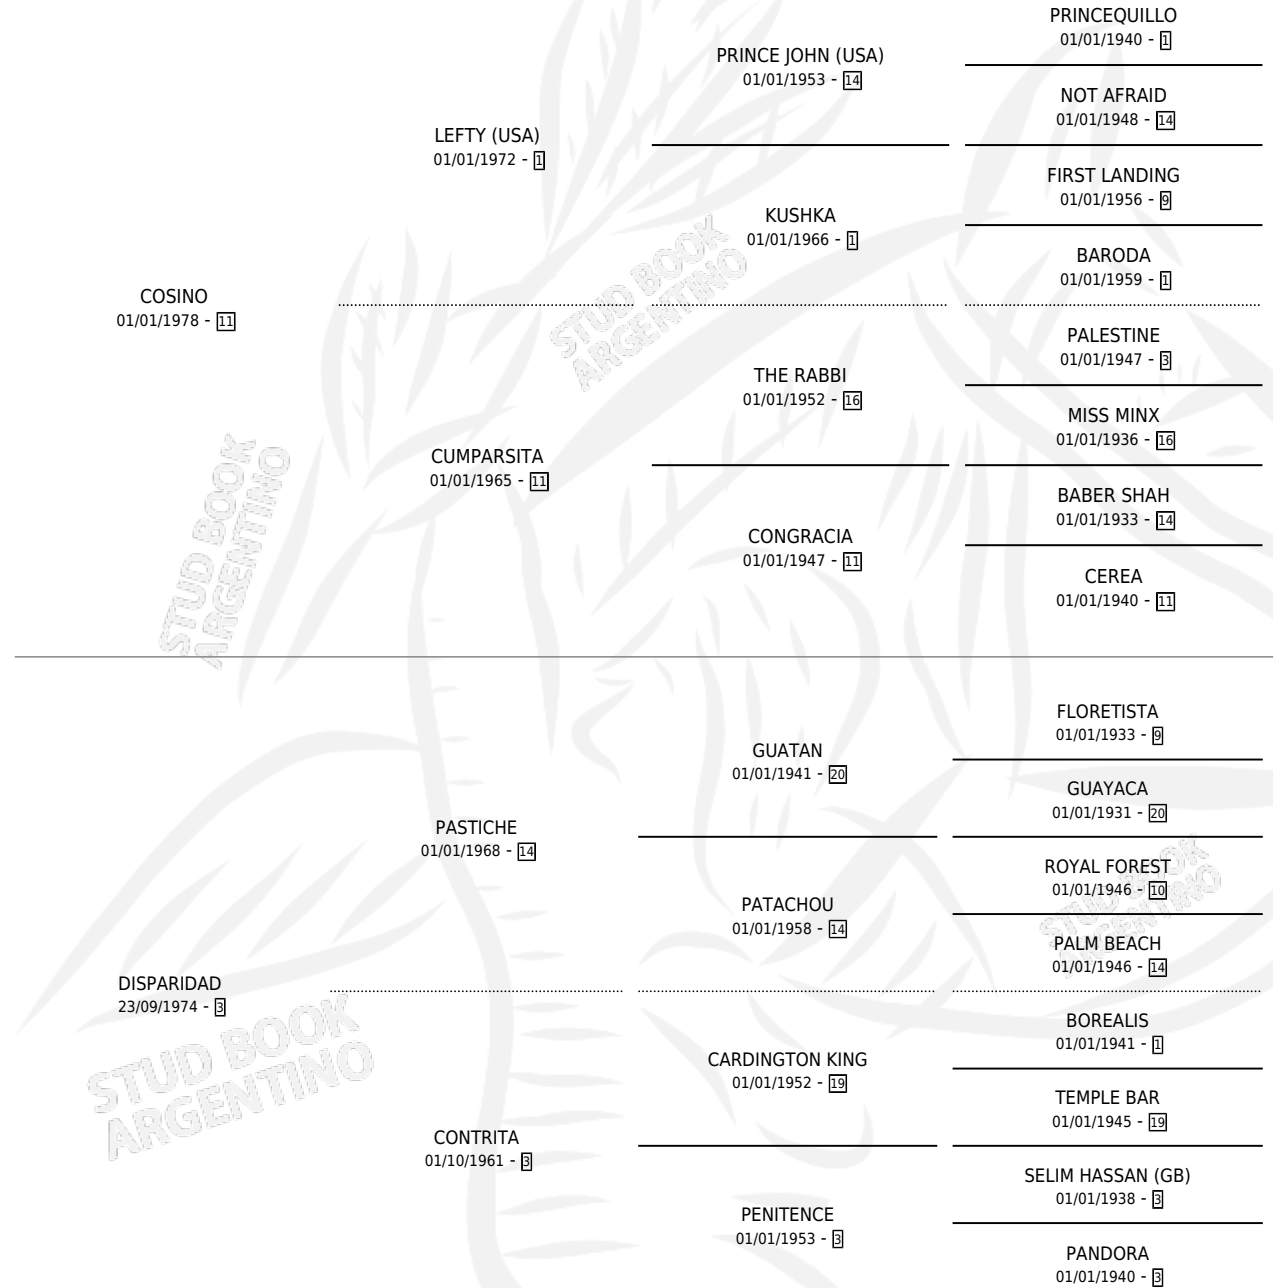 PRINCEQUILLO
01/01/1940 - 1
PRINCE JOHN (USA)
01/01/1953 - 14
NOT AFRAID
01/01/1948 - 14
LEFTY (USA)
01/01/1972 - 1
FIRST LANDING
01/01/1956 - 9
KUSHKA
01/01/1966 - 1
BARODA
01/01/1959 - 1
COSINO
01/01/1978 - 11
PALESTINE
01/01/1947 - 3
THE RABBI
01/01/1952 - 16
MISS MINX
01/01/1936 - 16
CUMPARSITA
01/01/1965 - 11
BABER SHAH
01/01/1933 - 14
CONGRACIA
01/01/1947 - 11
CEREA
01/01/1940 - 11
STUD BOOK
ARGENTINO
STUD BOOK
ARGENTINO
FLORETISTA
01/01/1933 - 9
GUATAN
01/01/1941 - 20
GUAYACA
01/01/1931 - 20
PASTICHE
01/01/1968 - 14
ROYAL FOREST
01/01/1946 - 10
PATACHOU
01/01/1958 - 14
PALM BEACH
01/01/1946 - 14
STUD BOOK
ARGENTINO
DISPARIDAD
23/09/1974 - 3
BOREALIS
01/01/1941 - 1
CARDINGTON KING
01/01/1952 - 19
TEMPLE BAR
01/01/1945 - 19
STUD BOOK
ARGENTINO
CONTRITA
01/10/1961 - 3
SELIM HASSAN (GB)
01/01/1938 - 3
PENITENCE
01/01/1953 - 3
PANDORA
01/01/1940 - 3